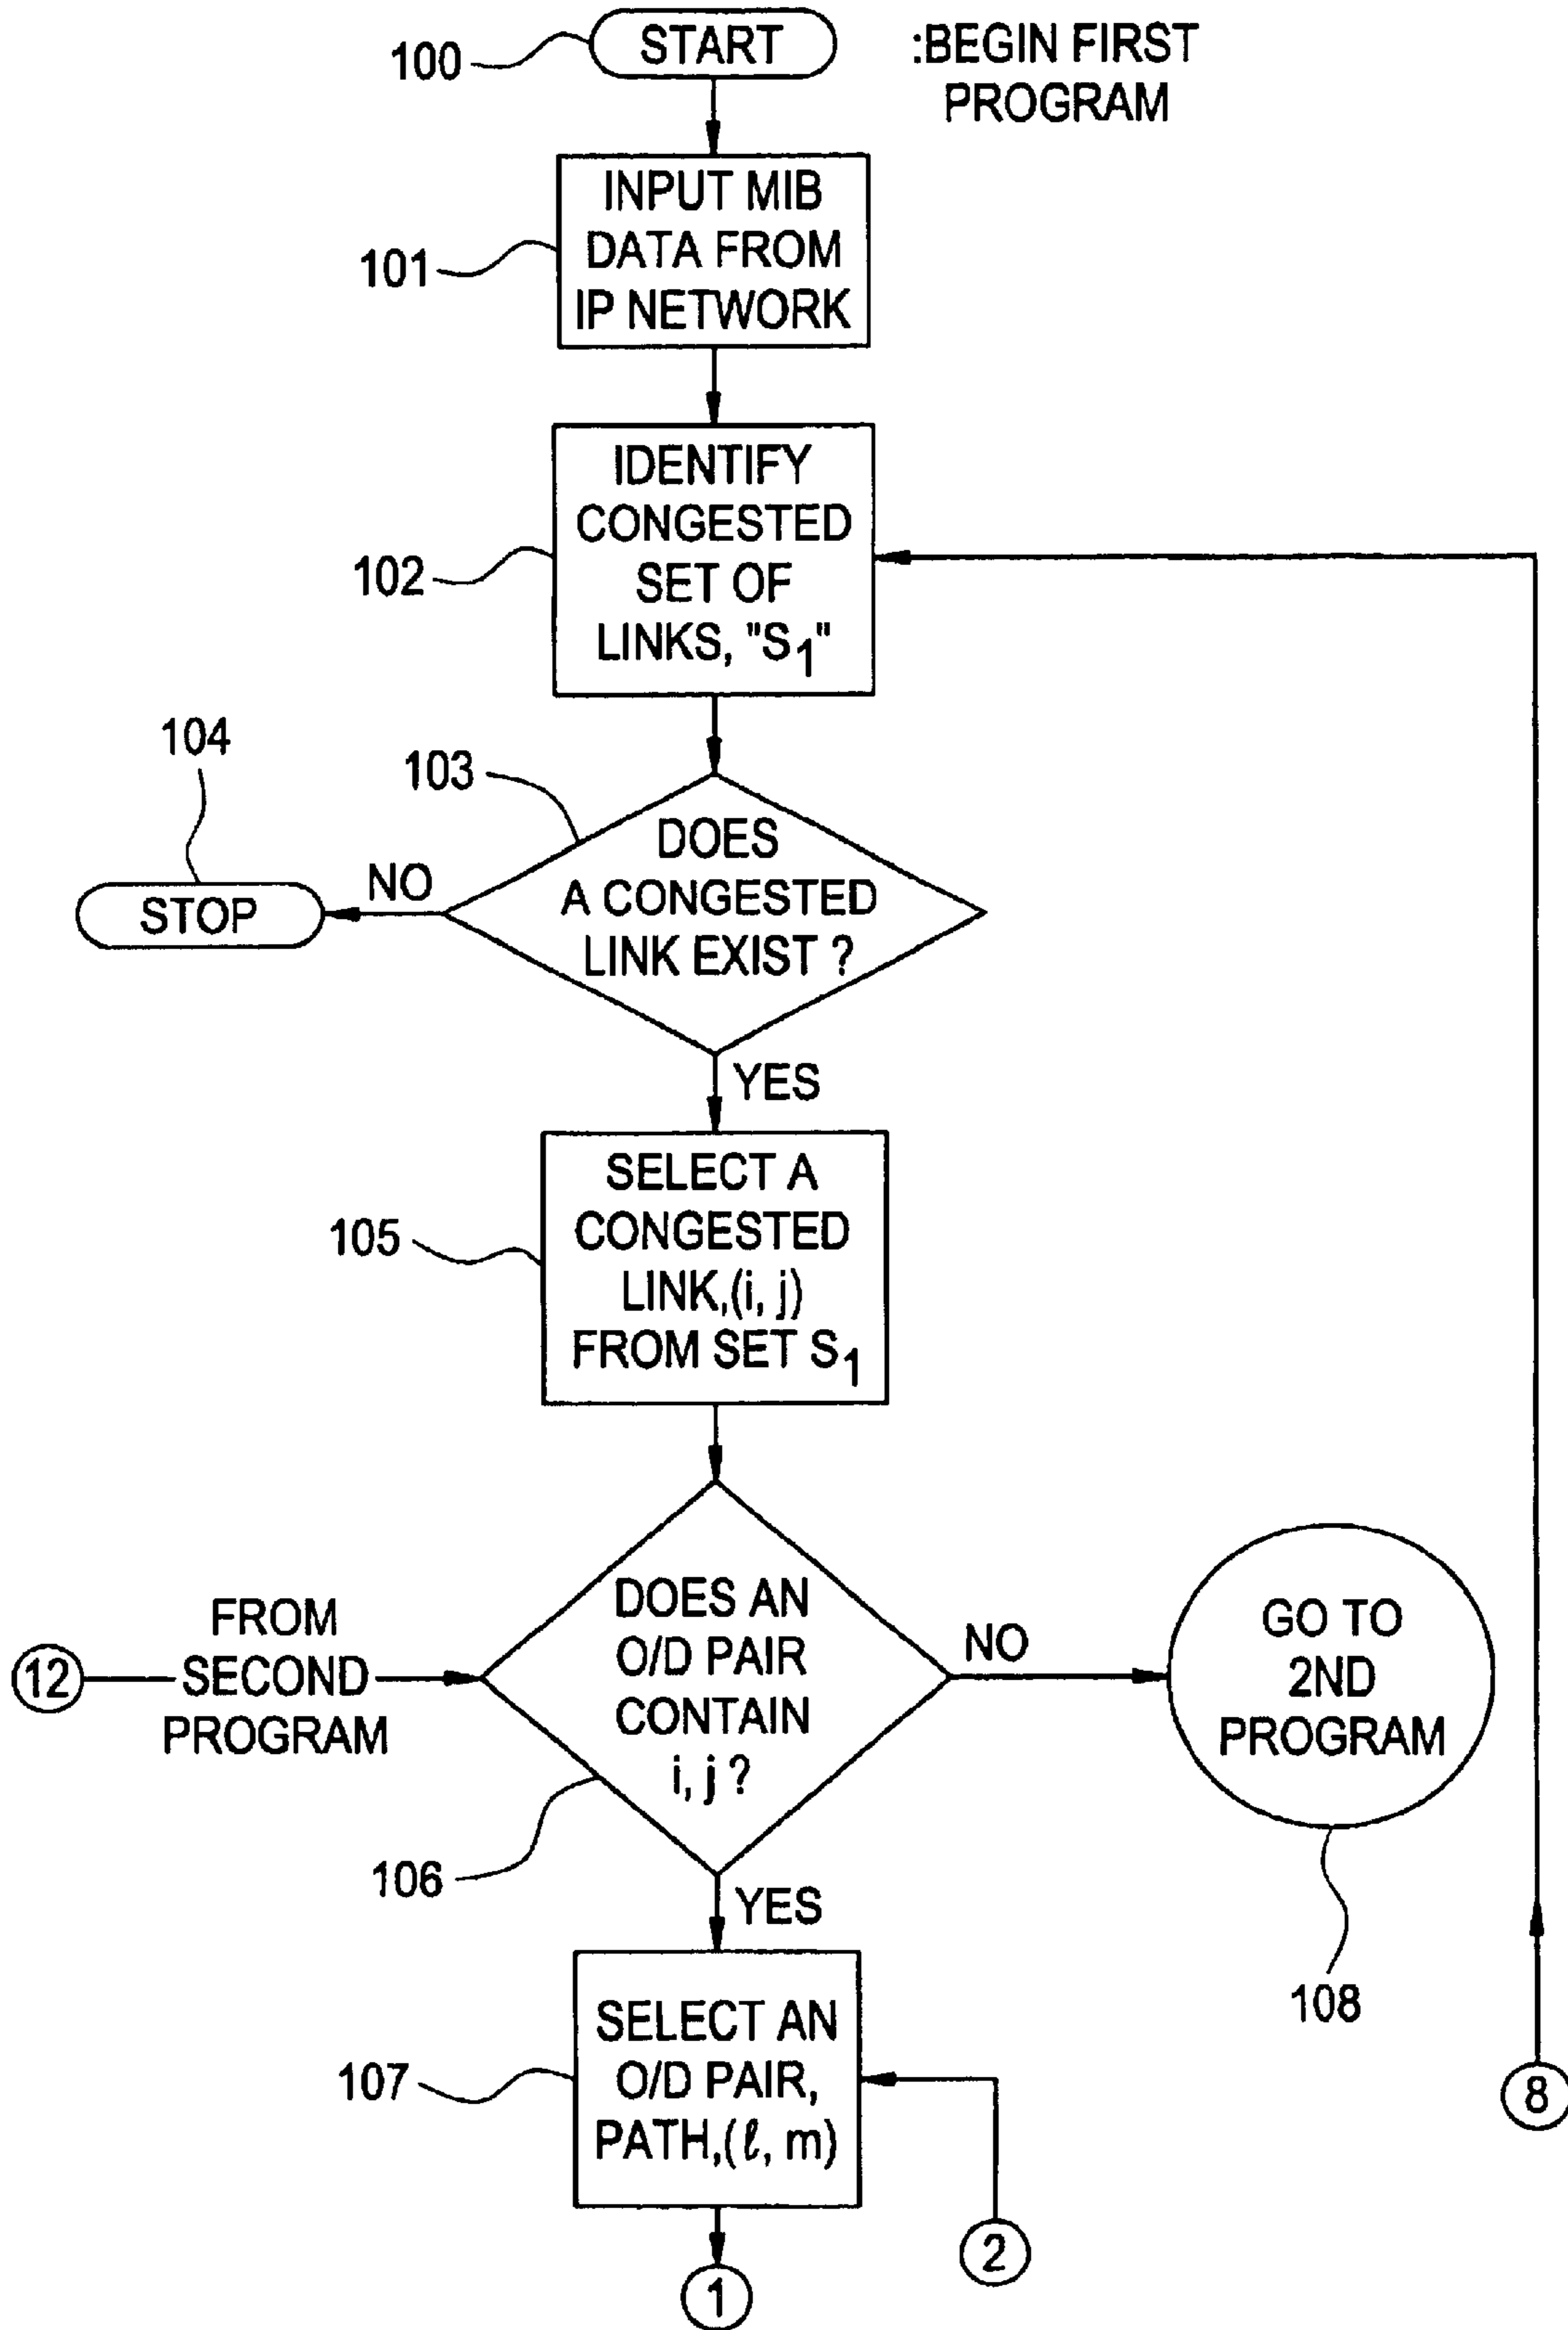 100
START
:BEGIN FIRST
PROGRAM
INPUT MIB
DATA FROM
IP NETWORK
101
IDENTIFY
CONGESTED
SET OF
LINKS, "S1"
102
104
103
DOES
A CONGESTED
LINK EXIST ?
NO
STOP
YES
SELECT A
CONGESTED
LINK,(i, j)
FROM SET S1
105
12
FROM
SECOND
PROGRAM
DOES AN
O/D PAIR
CONTAIN
i, j ?
106
NO
GO TO
2ND
PROGRAM
108
YES
SELECT AN
O/D PAIR,
PATH,(ℓ, m)
107
8
2
1